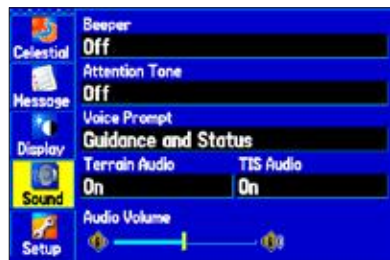 Celestial
Message
Display
Sound
Setup
Beeper
Off
Attention Tone
Off
Voice Prompt
Guidance and Status
Terrain Audio
TIS Audio
On
On
Audio Volume